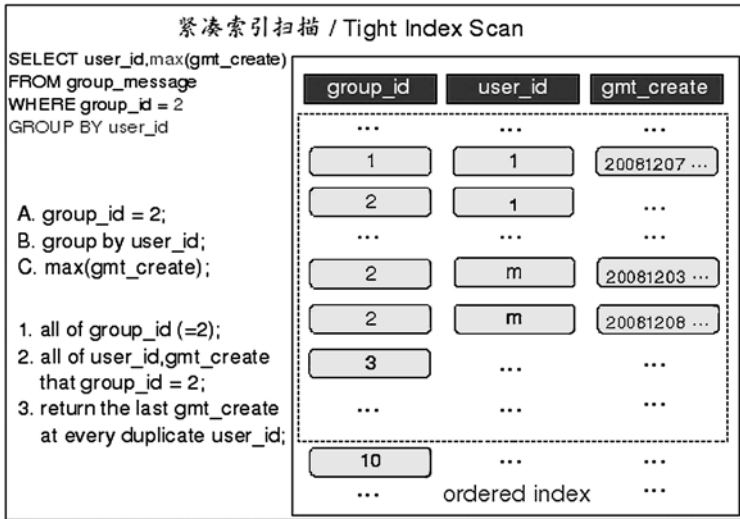 紧凑索引扫描 / Tight Index Scan
SELECT user_id,max(gmt_create)
FROM group_message
WHERE group_id = 2
GROUP BY user_id
A. group_id = 2;
B. group by user_id;
C. max(gmt_create);
1. all of group_id (=2);
2. all of user_id,gmt_create
that group_id = 2;
3. return the last gmt_create
at every duplicate user_id;
group_id user_id gmt_create
... ... ...
1 1 20081207 ...
2 1 ...
... ... ...
2 m 20081203 ...
2 m 20081208 ...
3 ... ...
... ... ...
10 ... ...
... ordered index ...